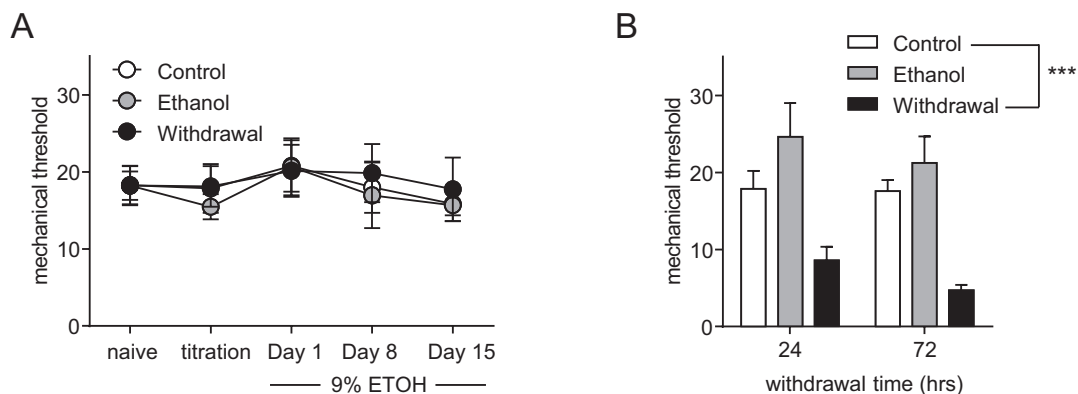 A
mechanical threshold
30
20
10
0
Control
Ethanol
Withdrawal
naive titration Day 1 Day 8 Day 15
9% ETOH
B
mechanical threshold
30
20
10
0
Control
Ethanol
Withdrawal
***
24 72
withdrawal time (hrs)